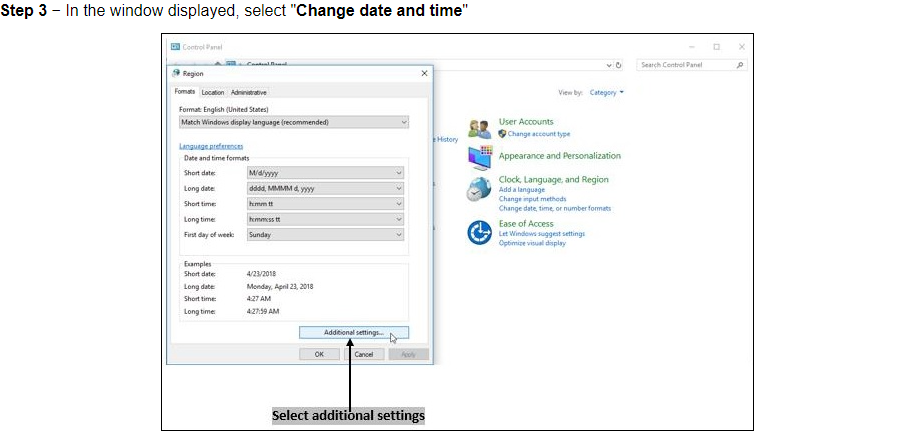 Step 3 − In the window displayed, select "Change date and time"
Control Panel
Control Panel
Search Control Panel
Region
Formats Location Administrative
View by: Category
Format: English (United States)
Match Windows display language (recommended)
Language preferences
Date and time formats
Short date: M/d/yyyy
Long date: dddd, MMMM d, yyyy
Short time: h:mm tt
Long time: h:mm:ss tt
First day of week: Sunday
Examples
Short date: 4/23/2018
Long date: Monday, April 23, 2018
Short time: 4:27 AM
Long time: 4:27:59 AM
Additional settings...
OK Cancel Apply
History
User Accounts
Change account type
Appearance and Personalization
Clock, Language, and Region
Add a language
Change input methods
Change date, time, or number formats
Ease of Access
Let Windows suggest settings
Optimize visual display
Select additional settings